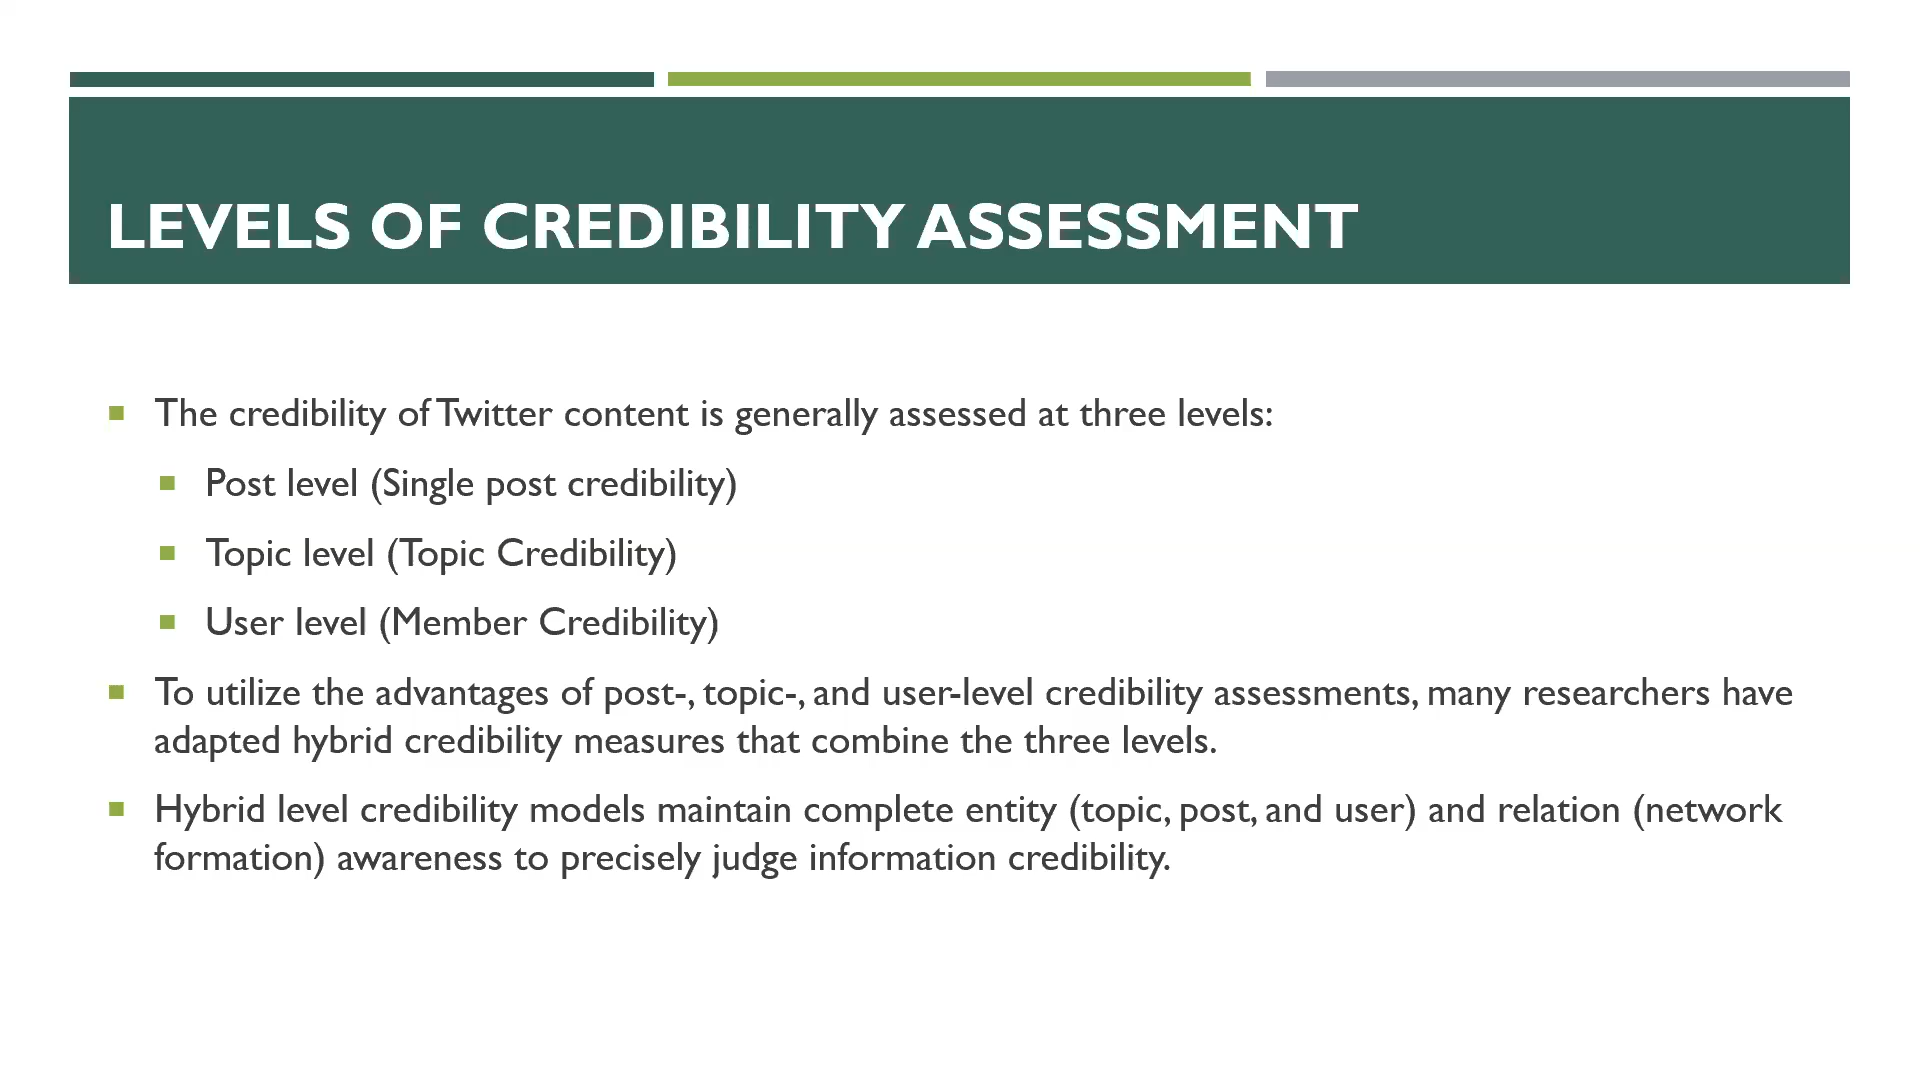 LEVELS OF CREDIBILITY ASSESSMENT
The credibility of Twitter content is generally assessed at three levels:
Post level (Single post credibility)
Topic level (Topic Credibility)
User level (Member Credibility)
To utilize the advantages of post-, topic-, and user-level credibility assessments, many researchers have
adapted hybrid credibility measures that combine the three levels.
Hybrid level credibility models maintain complete entity (topic, post, and user) and relation (network
formation) awareness to precisely judge information credibility.